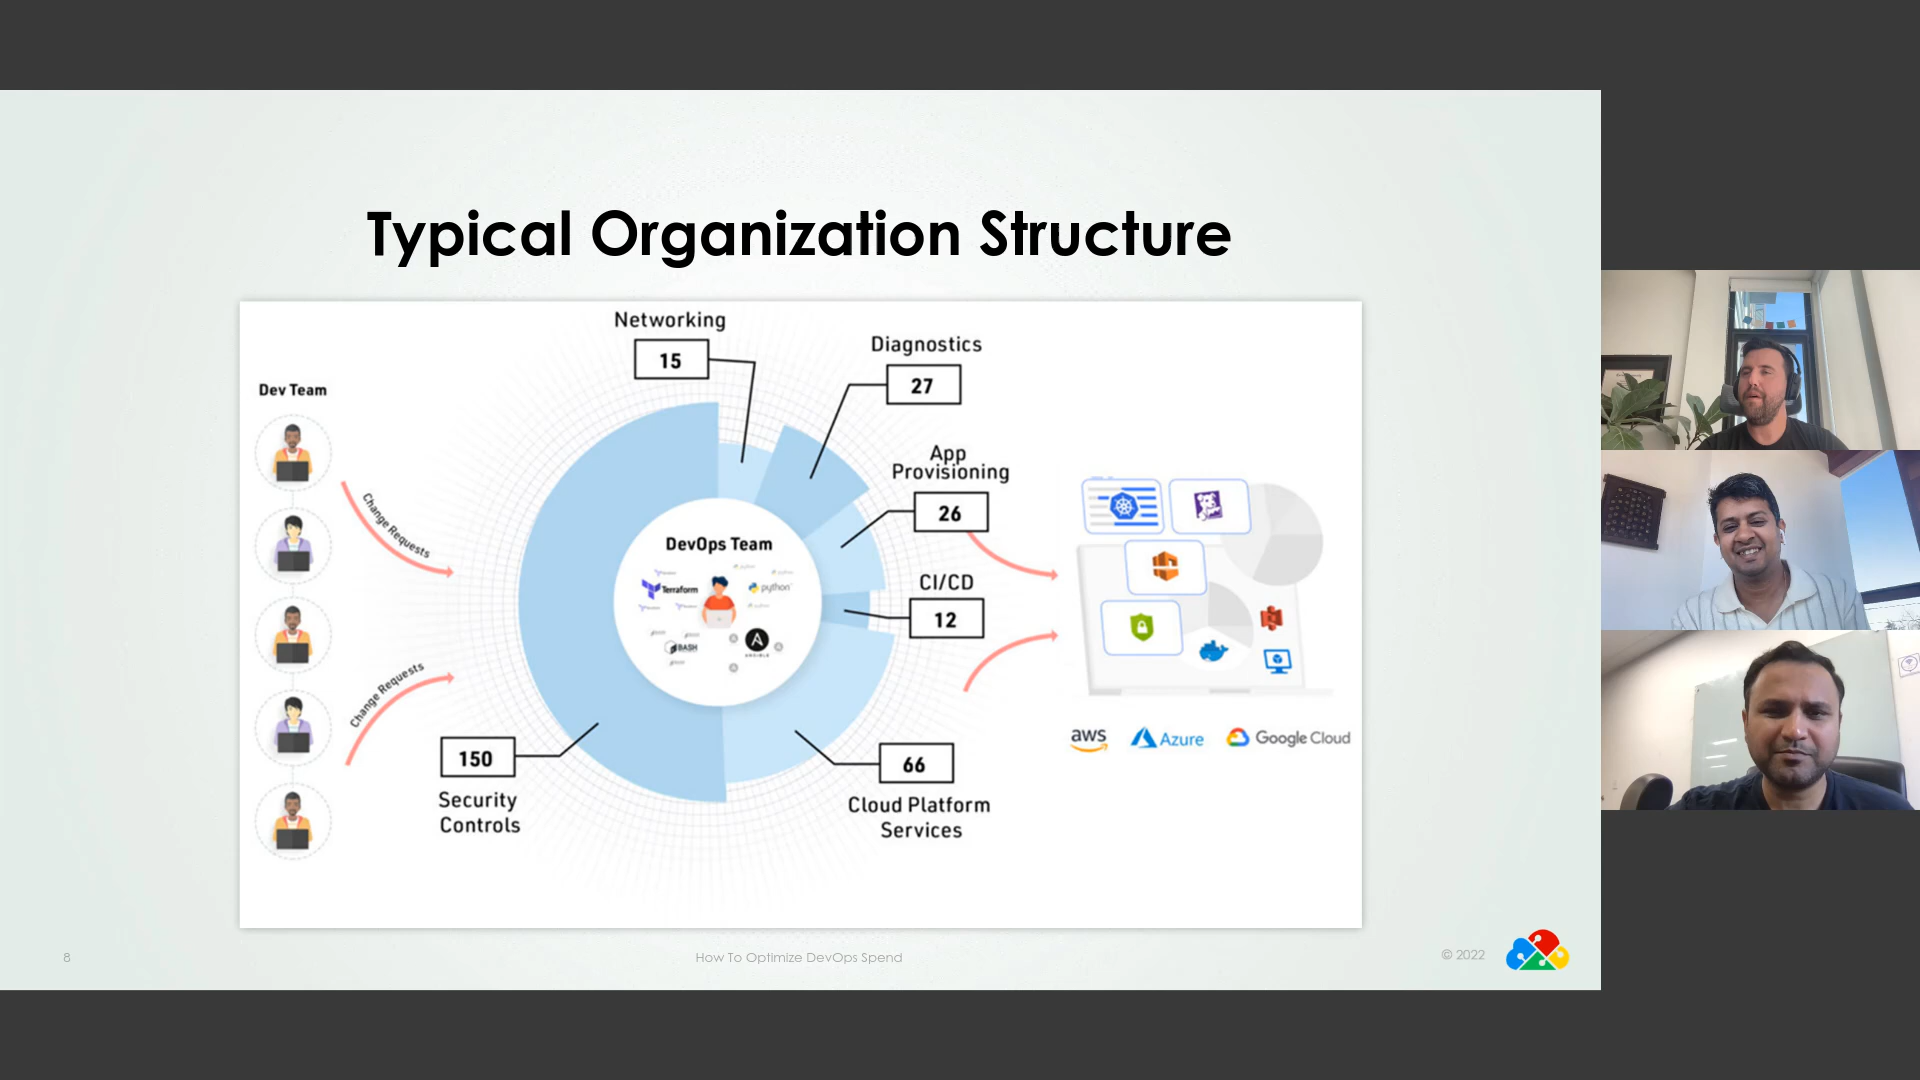 Typical Organization Structure
Networking
15
Diagnostics
27
Dev Team
App
Provisioning
26
Change Requests
DevOps Team
Terraform
python
BASH
ANSIBLE
CI/CD
12
Change Requests
150
Security
Controls
66
Cloud Platform
Services
aws
Azure
Google Cloud
8
How To Optimize DevOps Spend
© 2022